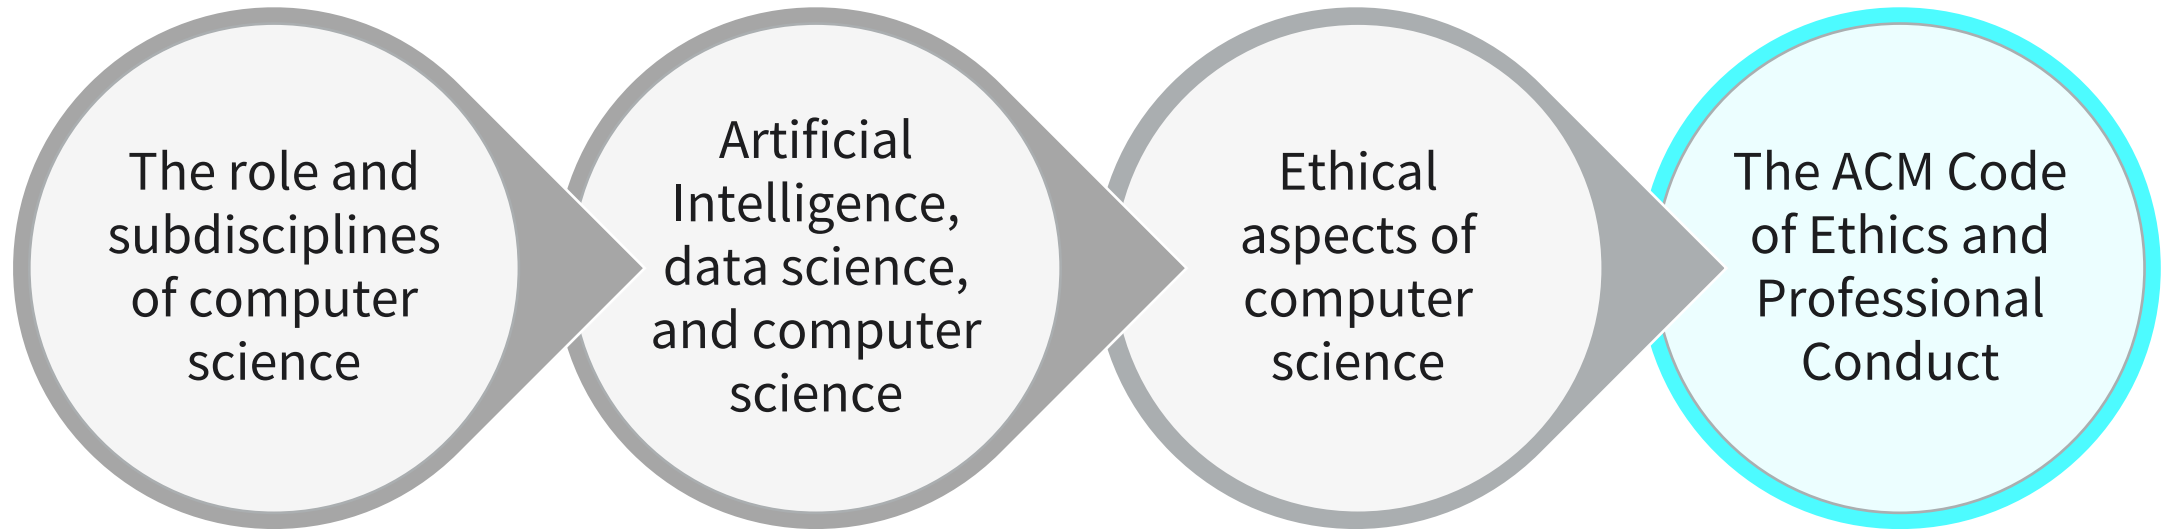 The role and
subdisciplines
of computer
science
Artificial
Intelligence,
data science,
and computer
science
Ethical
aspects of
computer
science
The ACM Code
of Ethics and
Professional
Conduct